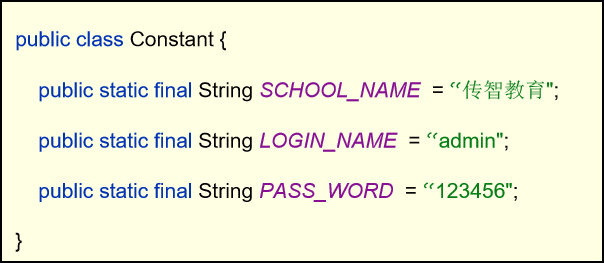 public class Constant {
public static final String SCHOOL_NAME = “传智教育";
public static final String LOGIN_NAME = “admin";
public static final String PASS_WORD = “123456";
}